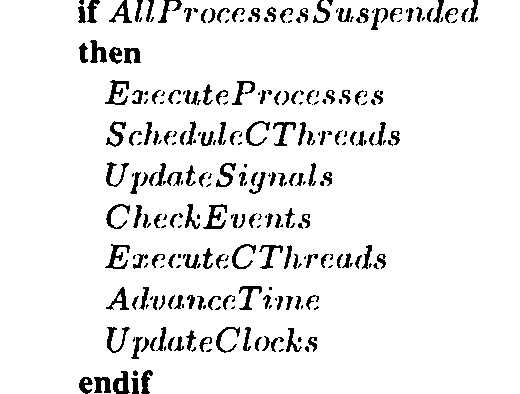 if AllProcessesSuspended
then
ExecuteProcesses
ScheduleCThreads
UpdateSignals
CheckEvents
ExecuteCThreads
AdvanceTime
UpdateClocks
endif